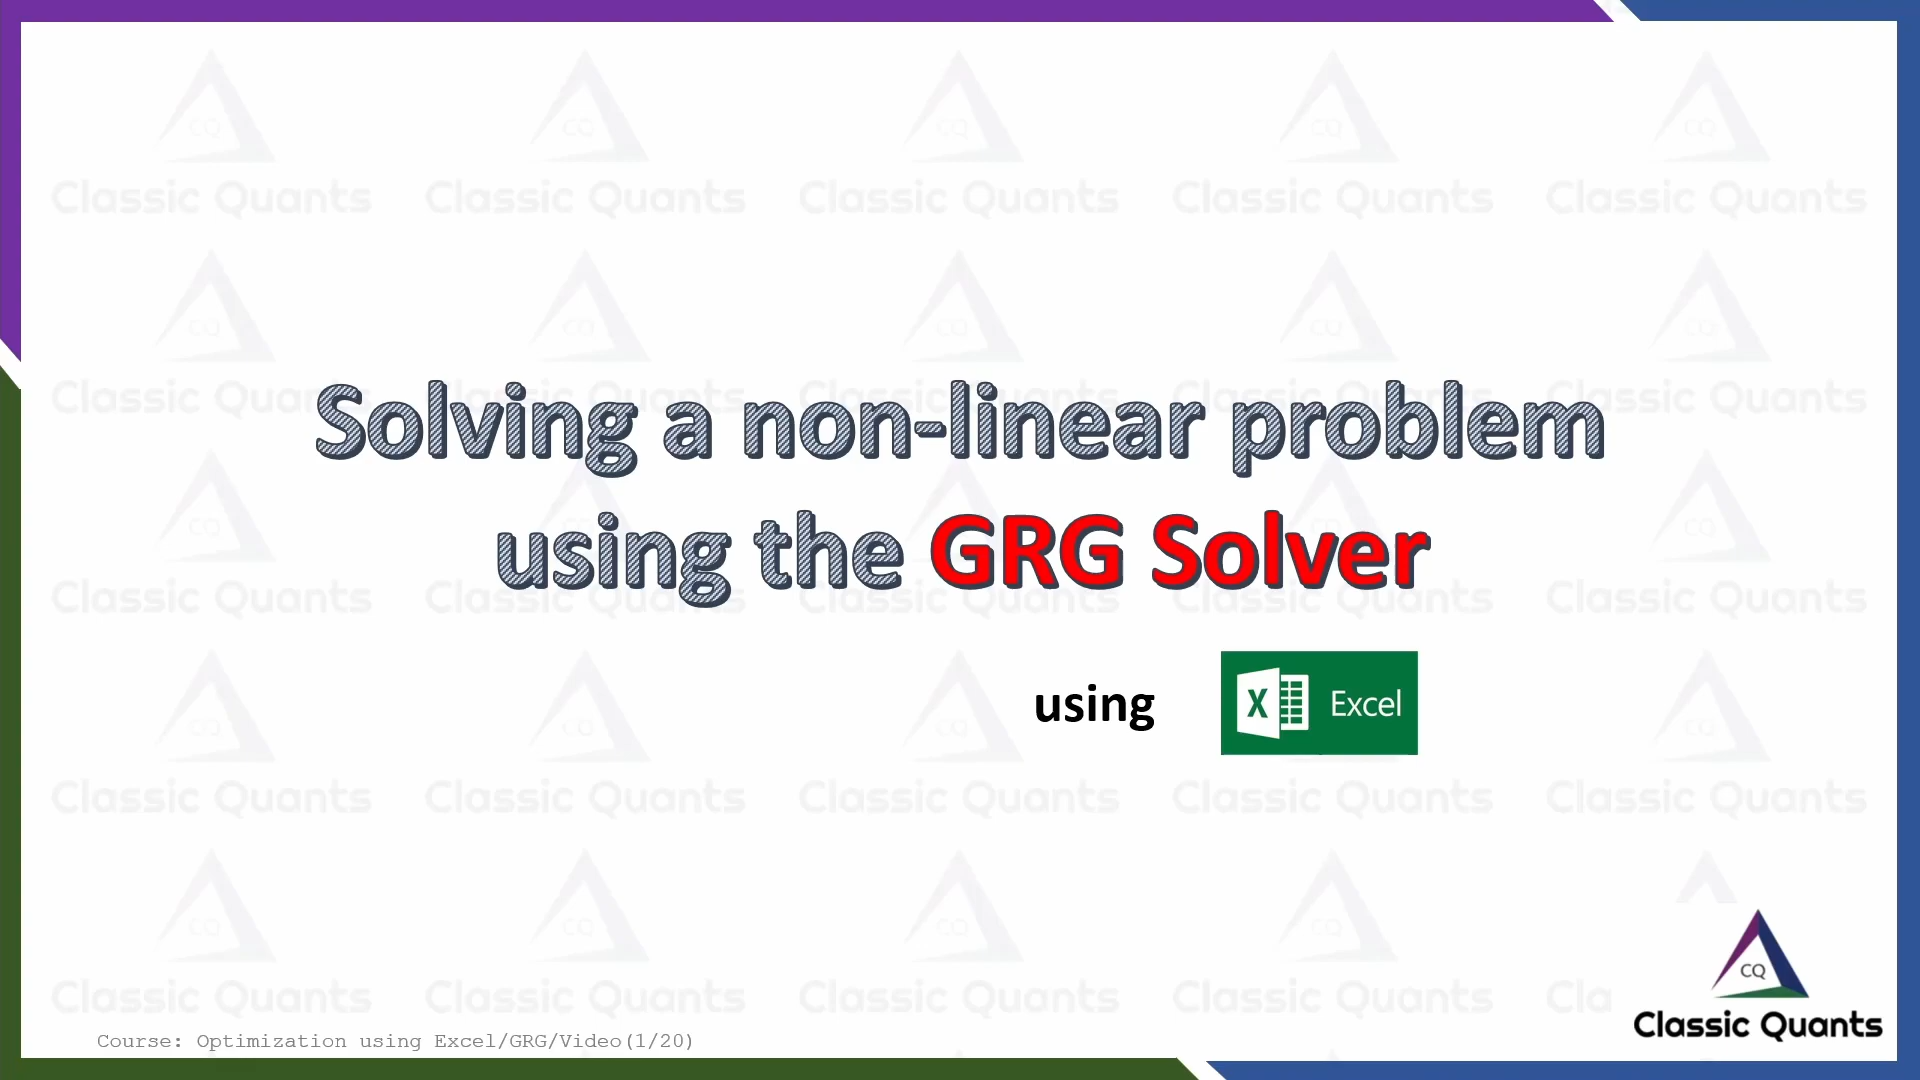 Solving a non-linear problem
using the GRG Solver
using
X Excel
CQ
Classic Quants
Course: Optimization using Excel/GRG/Video(1/20)